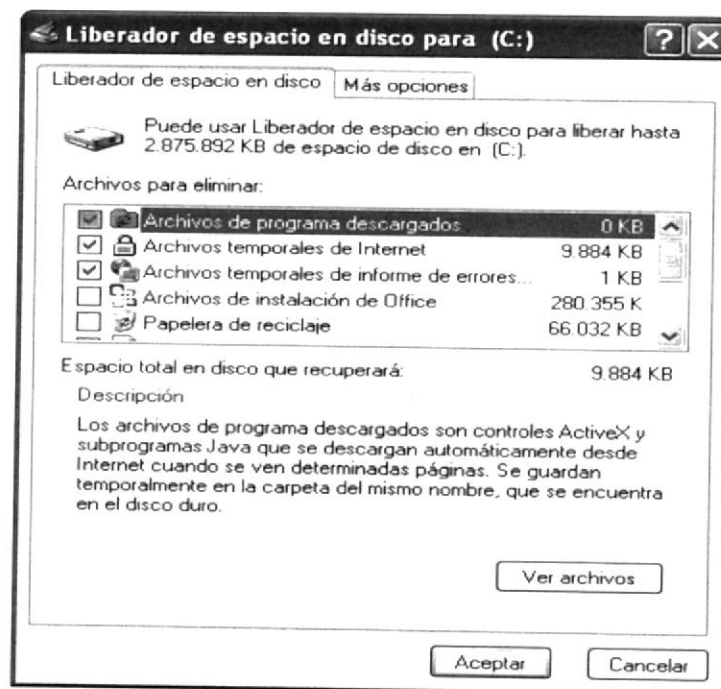 Liberador de espacio en disco para (C:)
Liberador de espacio en disco Más opciones
Puede usar Liberador de espacio en disco para liberar hasta
2.875.892 KB de espacio de disco en (C:).
Archivos para eliminar:
Archivos de programa descargados 0 KB
Archivos temporales de Internet 9.884 KB
Archivos temporales de informe de errores... 1 KB
Archivos de instalación de Office 280.355 K
Papelera de reciclaje 66.032 KB
Espacio total en disco que recuperará: 9.884 KB
Descripción
Los archivos de programa descargados son controles ActiveX y
subprogramas Java que se descargan automáticamente desde
Internet cuando se ven determinadas páginas. Se guardan
temporalmente en la carpeta del mismo nombre, que se encuentra
en el disco duro.
Ver archivos
Aceptar Cancelar